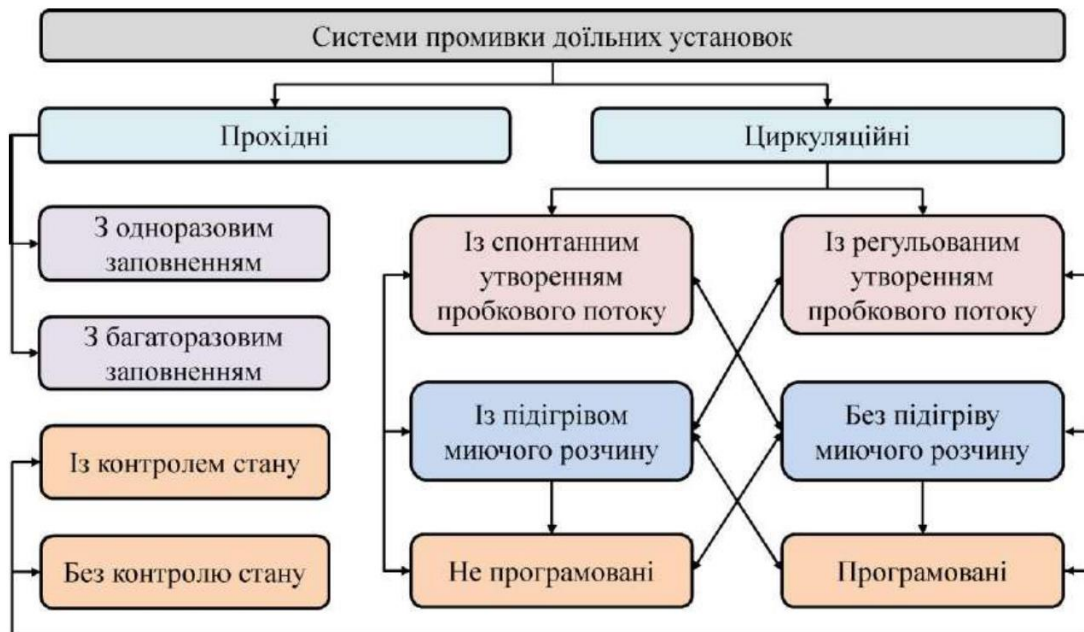 Системи промивки доїльних установок
Прохідні
Циркуляційні
З одноразовим
заповненням
З багаторазовим
заповненням
Із контролем стану
Без контролю стану
Із спонтанним
утворенням
пробкового потоку
Із регульованим
утворенням
пробкового потоку
Із підігрівом
миючого розчину
Без підігріву
миючого розчину
Не програмовані
Програмовані